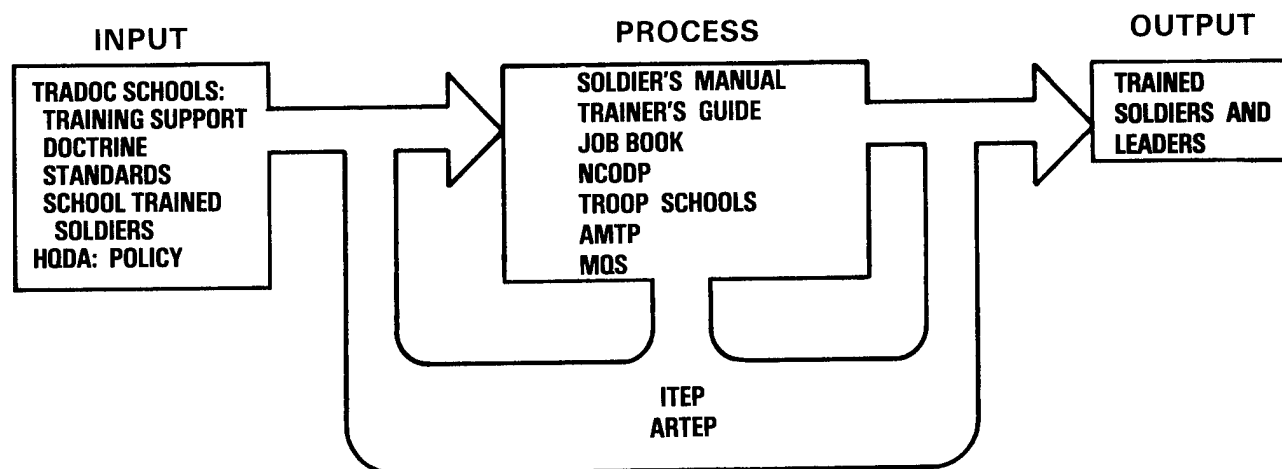 INPUT
TRADOC SCHOOLS:
TRAINING SUPPORT
DOCTRINE
STANDARDS
SCHOOL TRAINED
SOLDIERS
HQDA: POLICY
PROCESS
SOLDIER'S MANUAL
TRAINER'S GUIDE
JOB BOOK
NCODP
TROOP SCHOOLS
AMTP
MQS
OUTPUT
TRAINED
SOLDIERS AND
LEADERS
ITEP
ARTEP